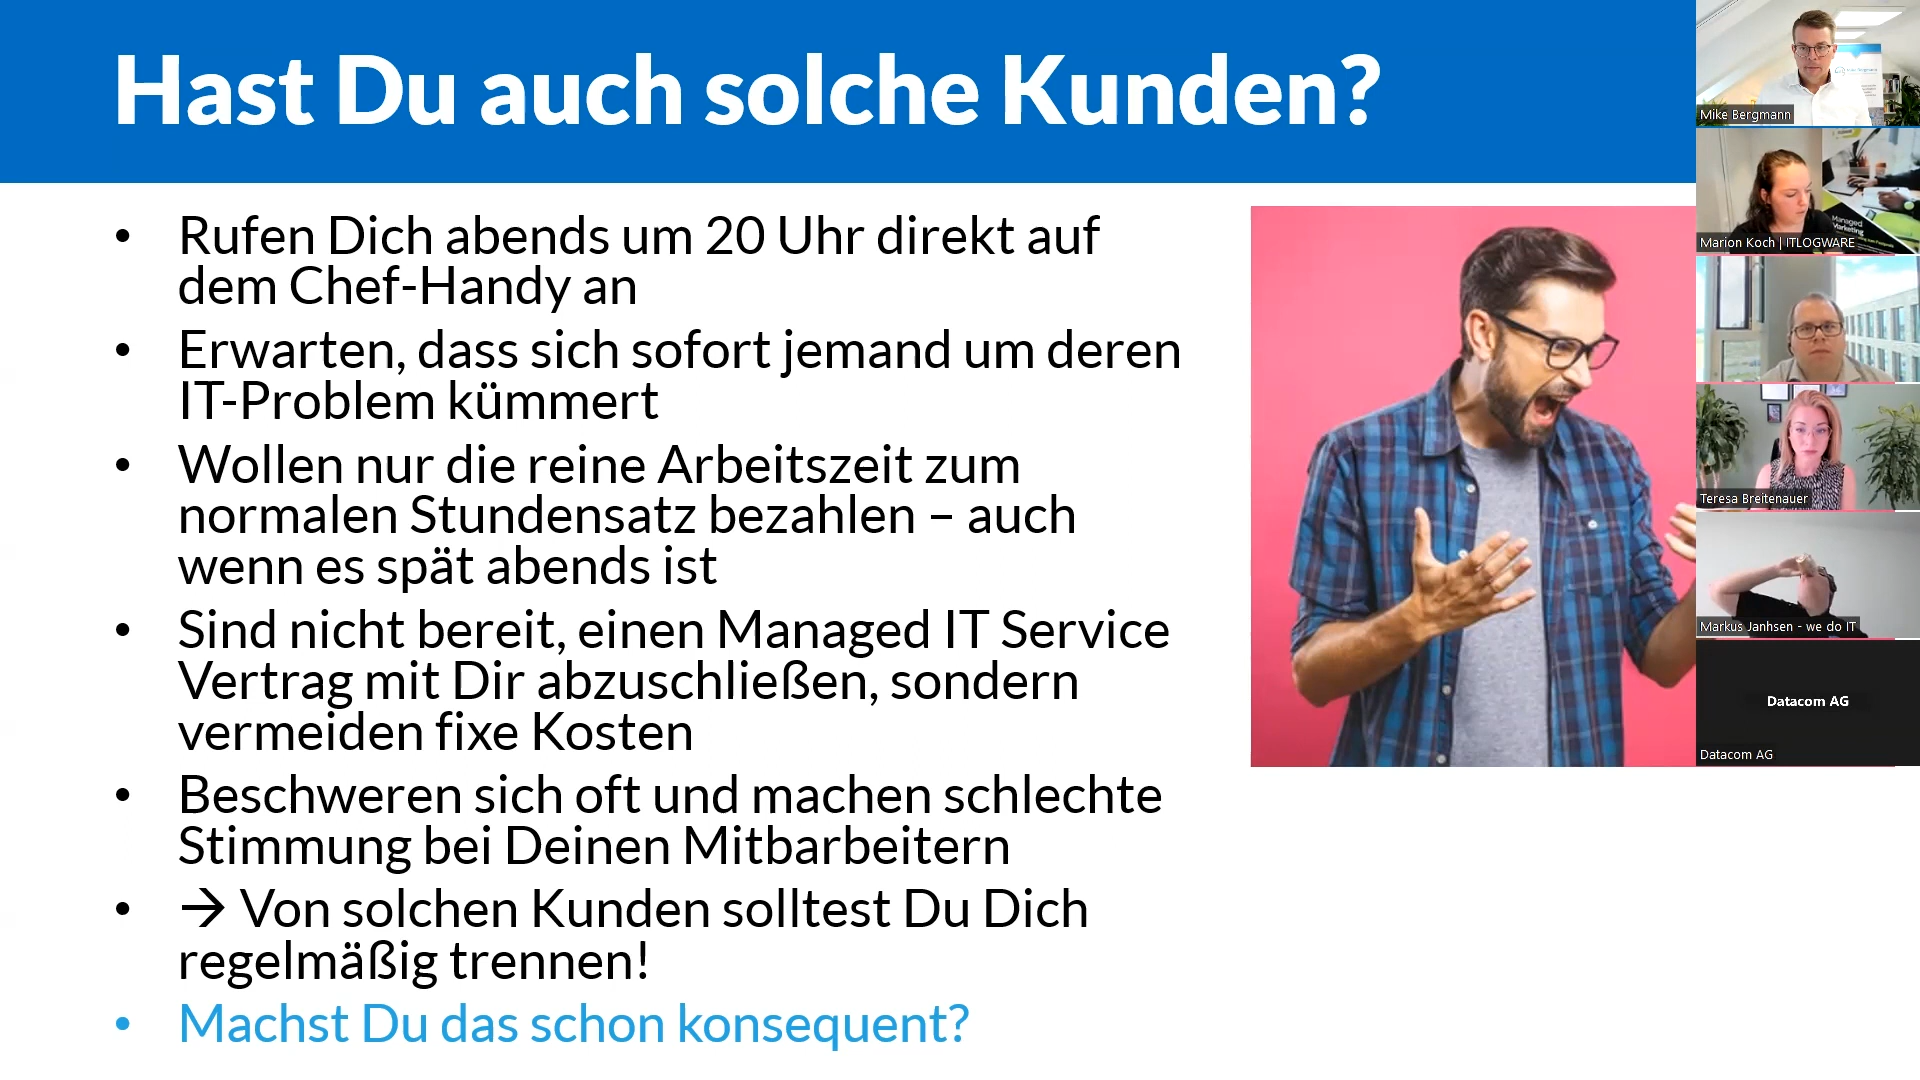 Hast Du auch solche Kunden?
• Rufen Dich abends um 20 Uhr direkt auf
dem Chef-Handy an
• Erwarten, dass sich sofort jemand um deren
IT-Problem kümmert
• Wollen nur die reine Arbeitszeit zum
normalen Stundensatz bezahlen – auch
wenn es spät abends ist
• Sind nicht bereit, einen Managed IT Service
Vertrag mit Dir abzuschließen, sondern
vermeiden fixe Kosten
• Beschweren sich oft und machen schlechte
Stimmung bei Deinen Mitbarbeitern
• → Von solchen Kunden solltest Du Dich
regelmäßig trennen!
• Machst Du das schon konsequent?
Mike Bergmann
Managed
Marketing
Marion Koch | ITLOGWARE
Teresa Breitenauer
Markus Janhsen - we do IT
Datacom AG
Datacom AG